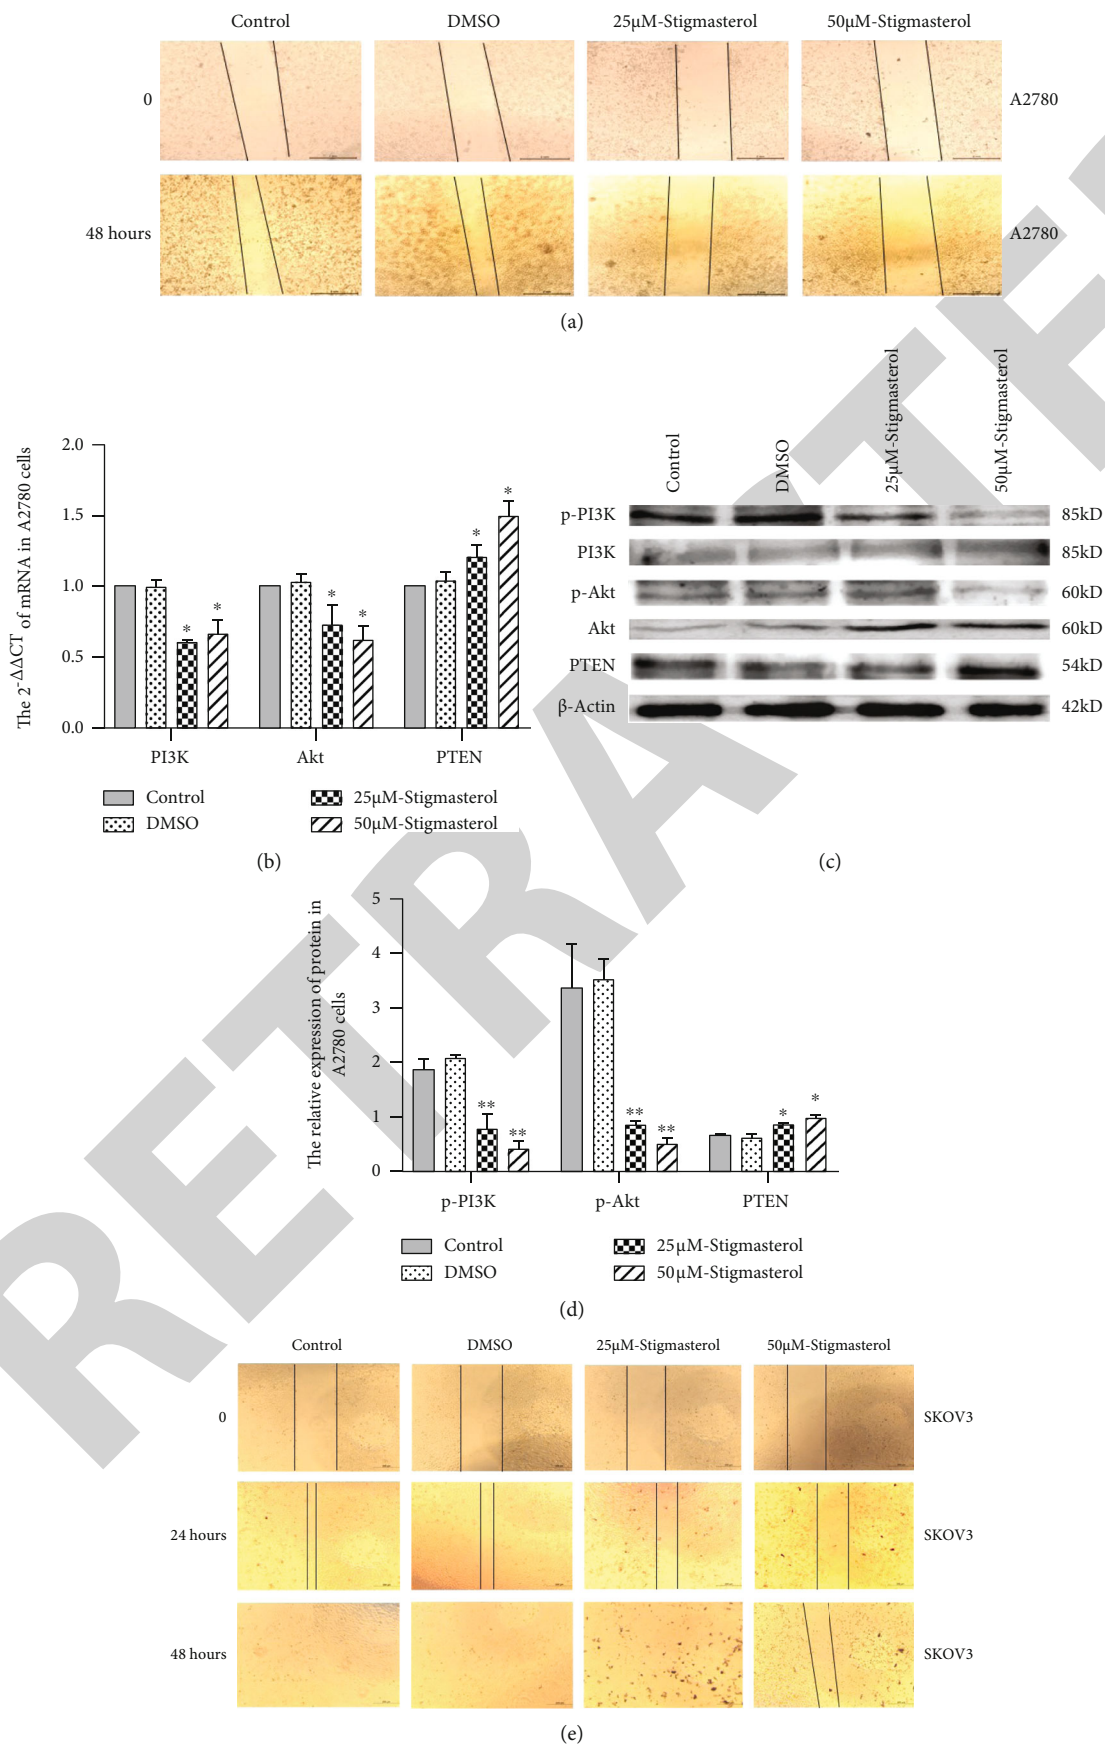 Control DMSO 25μM-Stigmasterol 50μM-Stigmasterol
0 A2780
48 hours A2780
(a)
The 2^-ΔΔCT of mRNA in A2780 cells
2.0
1.5
1.0
0.5
0.0
* * * * * *
PI3K Akt PTEN
Control 25μM-Stigmasterol
DMSO 50μM-Stigmasterol
(b)
Control DMSO 25μM-Stigmasterol 50μM-Stigmasterol
p-PI3K 85kD
PI3K 85kD
p-Akt 60kD
Akt 60kD
PTEN 54kD
β-Actin 42kD
(c)
The relative expression of protein in
A2780 cells
5
4
3
2
1
0
** ** ** ** * *
p-PI3K p-Akt PTEN
Control 25μM-Stigmasterol
DMSO 50μM-Stigmasterol
(d)
Control DMSO 25μM-Stigmasterol 50μM-Stigmasterol
0 SKOV3
24 hours SKOV3
48 hours SKOV3
(e)